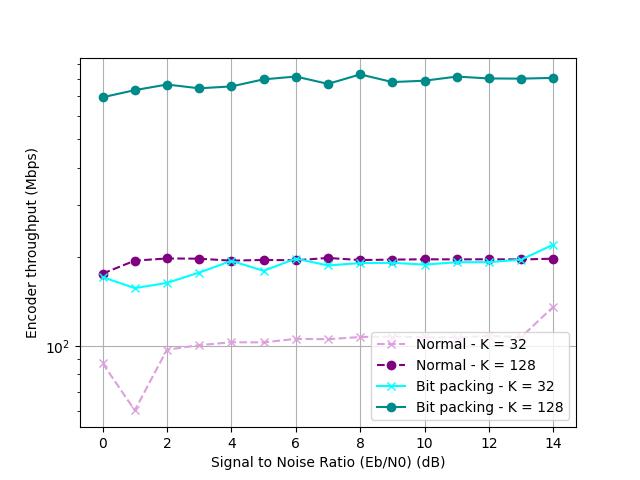 Encoder throughput (Mbps)
10²
Normal - K = 32
Normal - K = 128
Bit packing - K = 32
Bit packing - K = 128
0 2 4 6 8 10 12 14
Signal to Noise Ratio (Eb/N0) (dB)